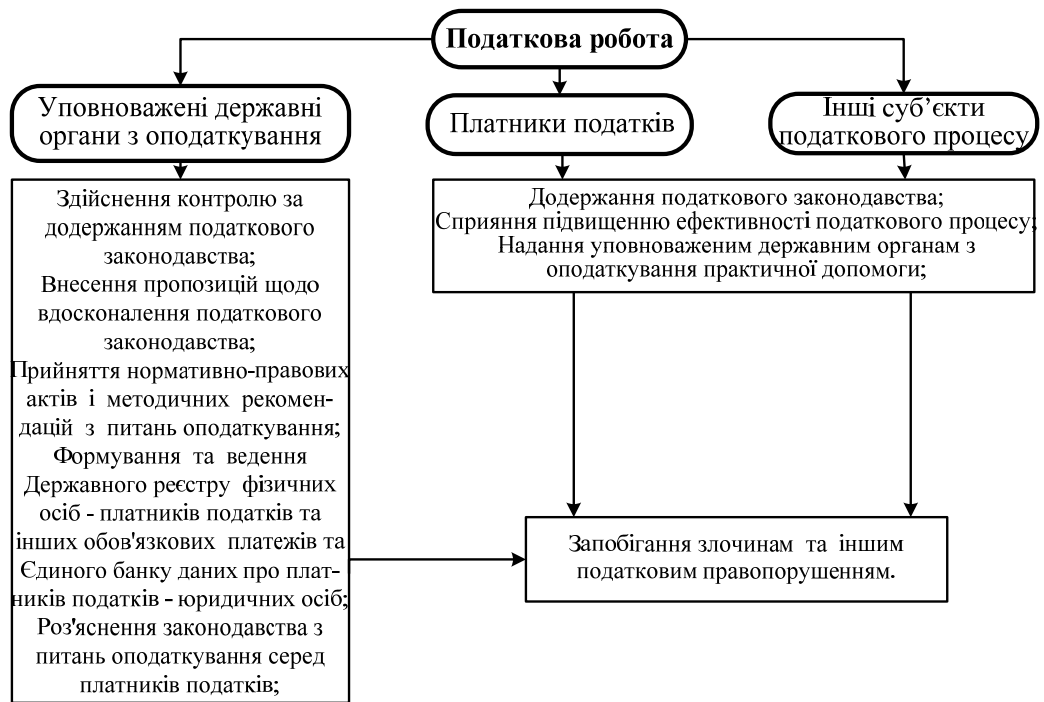 Податкова робота
Уповноважені державні
органи з оподаткування
Платники податків
Інші суб’єкти
податкового процесу
Здійснення контролю за
додержанням податкового
законодавства;
Внесення пропозицій щодо
вдосконалення податкового
законодавства;
Прийняття нормативно-правових
актів і методичних рекомен-
дацій з питань оподаткування;
Формування та ведення
Державного реєстру фізичних
осіб - платників податків та
інших обов'язкових платежів та
Єдиного банку даних про плат-
ників податків - юридичних осіб;
Роз'яснення законодавства з
питань оподаткування серед
платників податків;
Додержання податкового законодавства;
Сприяння підвищенню ефективності податкового процесу;
Надання уповноваженим державним органам з
оподаткування практичної допомоги;
Запобігання злочинам та іншим
податковим правопорушенням.